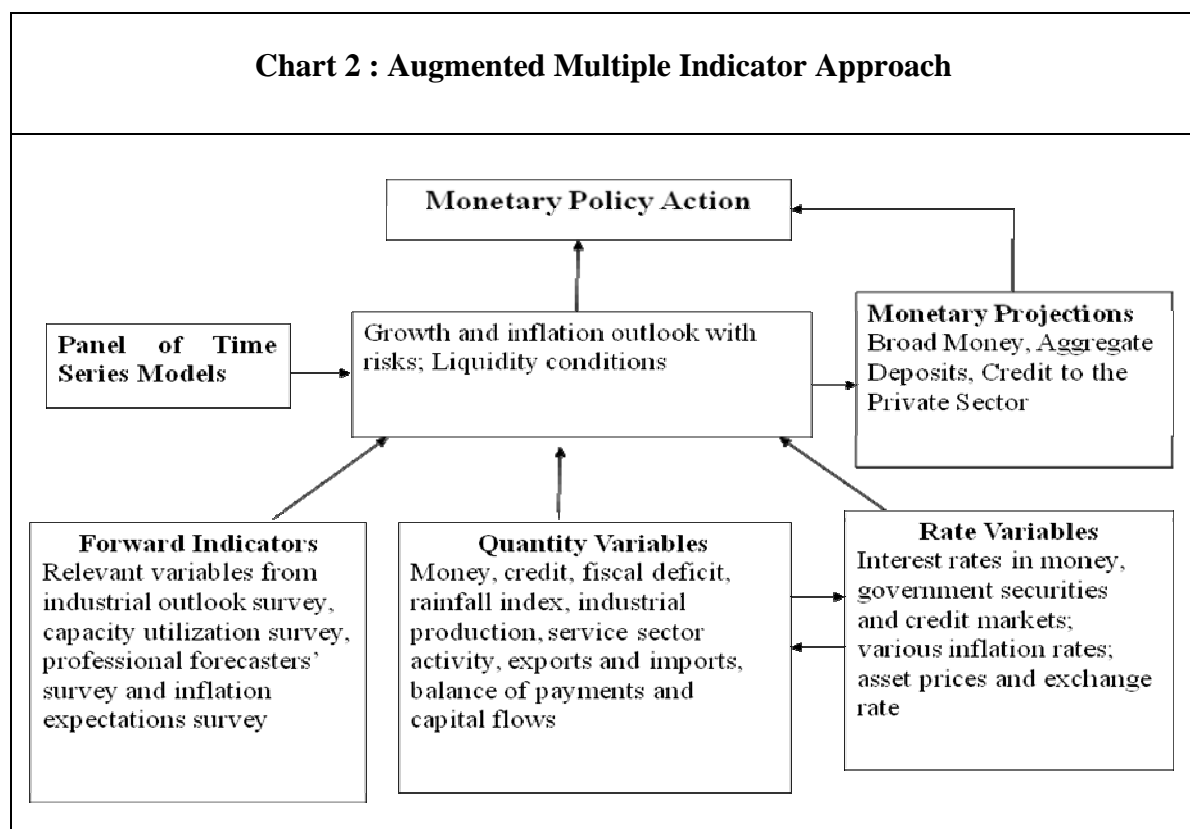 Chart 2 : Augmented Multiple Indicator Approach
Monetary Policy Action
Panel of Time
Series Models
Growth and inflation outlook with
risks; Liquidity conditions
Monetary Projections
Broad Money, Aggregate
Deposits, Credit to the
Private Sector
Forward Indicators
Relevant variables from
industrial outlook survey,
capacity utilization survey,
professional forecasters’
survey and inflation
expectations survey
Quantity Variables
Money, credit, fiscal deficit,
rainfall index, industrial
production, service sector
activity, exports and imports,
balance of payments and
capital flows
Rate Variables
Interest rates in money,
government securities
and credit markets;
various inflation rates;
asset prices and exchange
rate